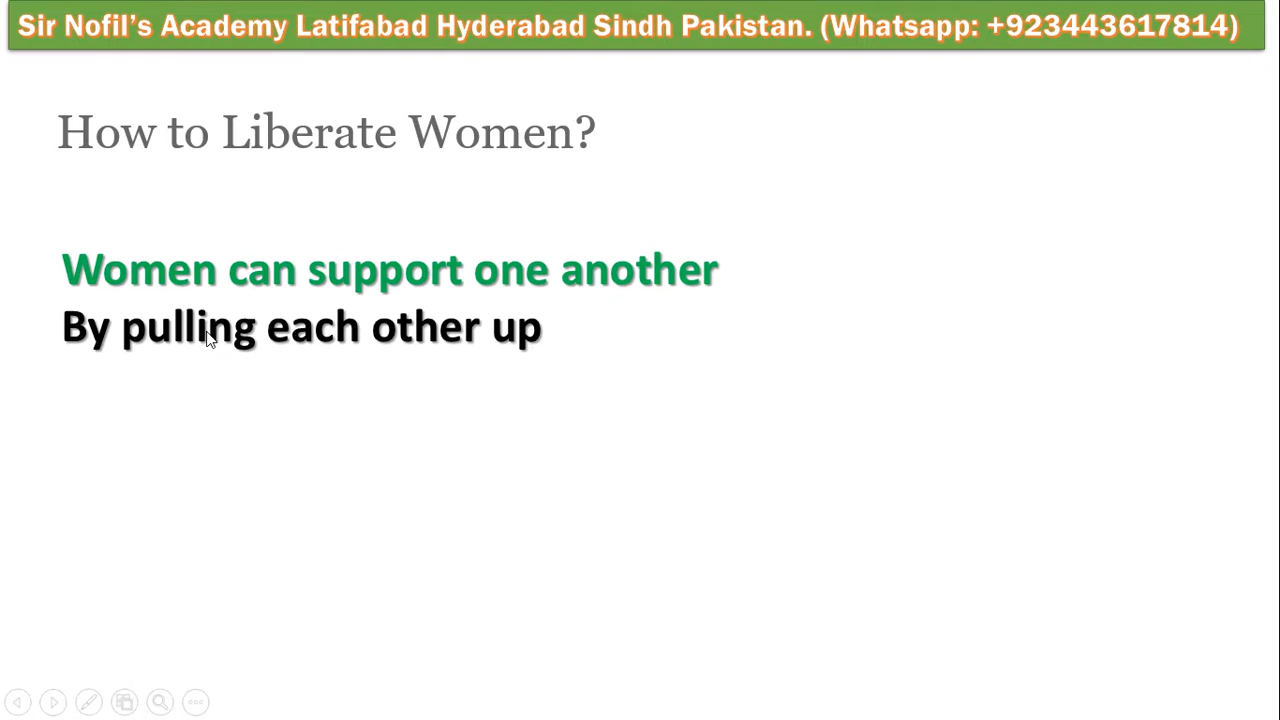 Sir Nofil’s Academy Latifabad Hyderabad Sindh Pakistan. (Whatsapp: +923443617814)
How to Liberate Women?
Women can support one another
By pulling each other up